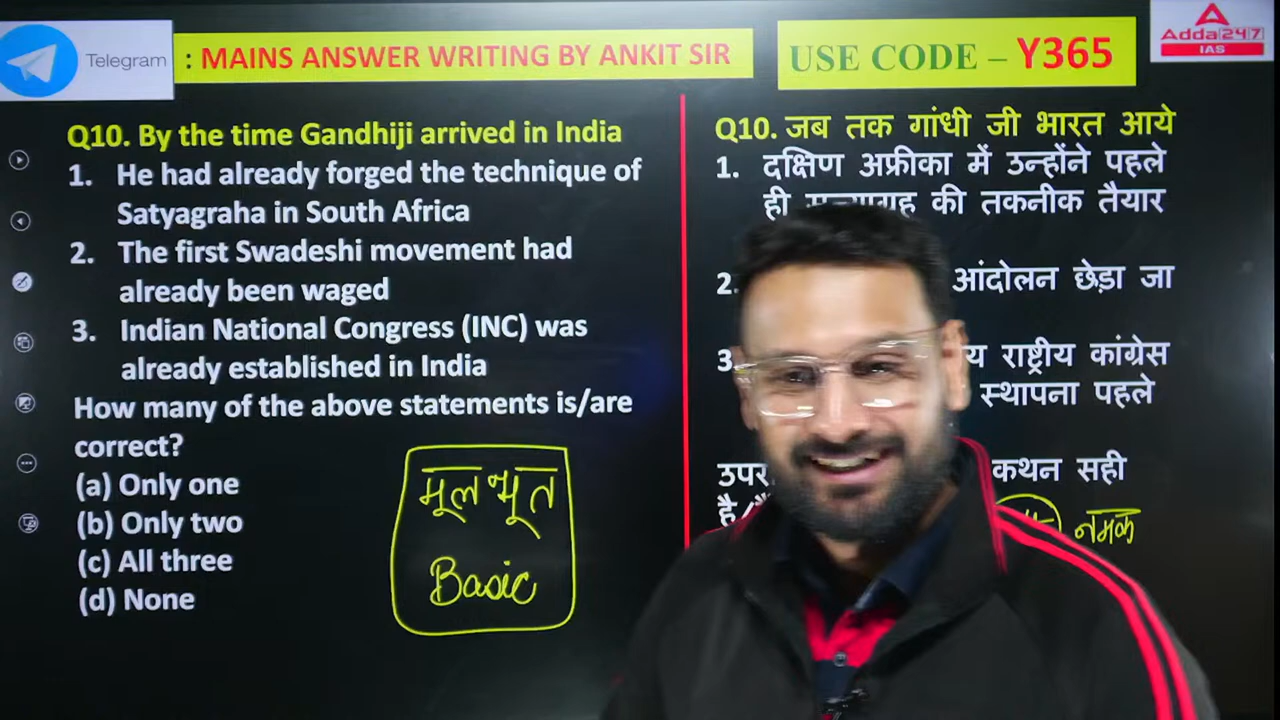 Telegram
: MAINS ANSWER WRITING BY ANKIT SIR
USE CODE – Y365
Adda247
IAS
Q10. By the time Gandhiji arrived in India
1. He had already forged the technique of
Satyagraha in South Africa
2. The first Swadeshi movement had
already been waged
3. Indian National Congress (INC) was
already established in India
How many of the above statements is/are
correct?
(a) Only one
(b) Only two
(c) All three
(d) None
मूलभूत
Basic
Q10. जब तक गांधी जी भारत आये
1. दक्षिण अफ्रीका में उन्होंने पहले
ही की तकनीक तैयार
2. आंदोलन छेड़ा जा
3. राष्ट्रीय कांग्रेस
स्थापना पहले
कथन सही
नमक